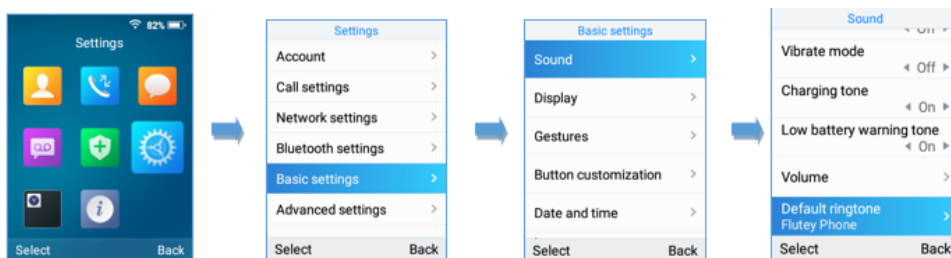 82%
Settings
Select Back
Settings
Account
Call settings
Network settings
Bluetooth settings
Basic settings
Advanced settings
Select Back
Basic settings
Sound
Display
Gestures
Button customization
Date and time
Select Back
Sound
Vibrate mode
Off
Charging tone
On
Low battery warning tone
On
Volume
Default ringtone
Flutey Phone
Select Back